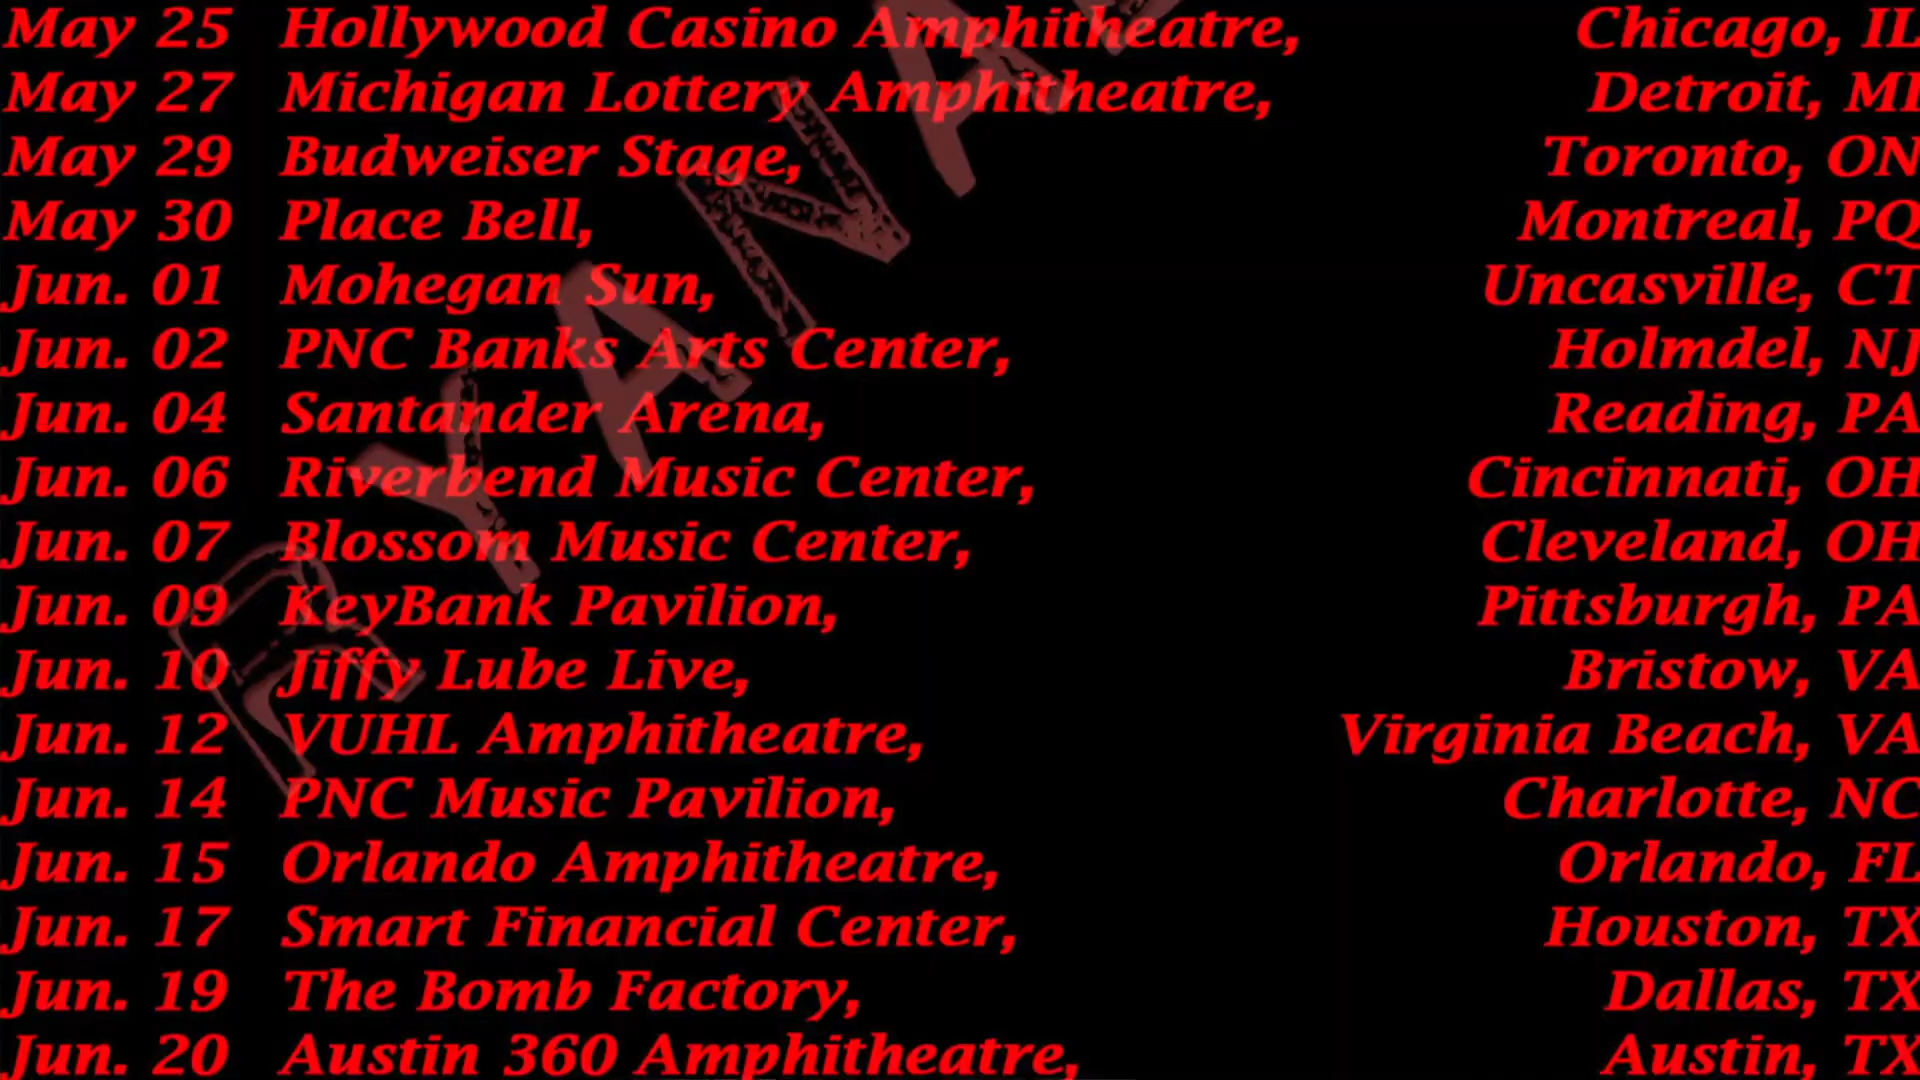 May 25 Hollywood Casino Amphitheatre, Chicago, IL
May 27 Michigan Lottery Amphitheatre, Detroit, MI
May 29 Budweiser Stage, Toronto, ON
May 30 Place Bell, Montreal, PQ
Jun. 01 Mohegan Sun, Uncasville, CT
Jun. 02 PNC Banks Arts Center, Holmdel, NJ
Jun. 04 Santander Arena, Reading, PA
Jun. 06 Riverbend Music Center, Cincinnati, OH
Jun. 07 Blossom Music Center, Cleveland, OH
Jun. 09 KeyBank Pavilion, Pittsburgh, PA
Jun. 10 Jiffy Lube Live, Bristow, VA
Jun. 12 VUHL Amphitheatre, Virginia Beach, VA
Jun. 14 PNC Music Pavilion, Charlotte, NC
Jun. 15 Orlando Amphitheatre, Orlando, FL
Jun. 17 Smart Financial Center, Houston, TX
Jun. 19 The Bomb Factory, Dallas, TX
Jun. 20 Austin 360 Amphitheatre, Austin, TX